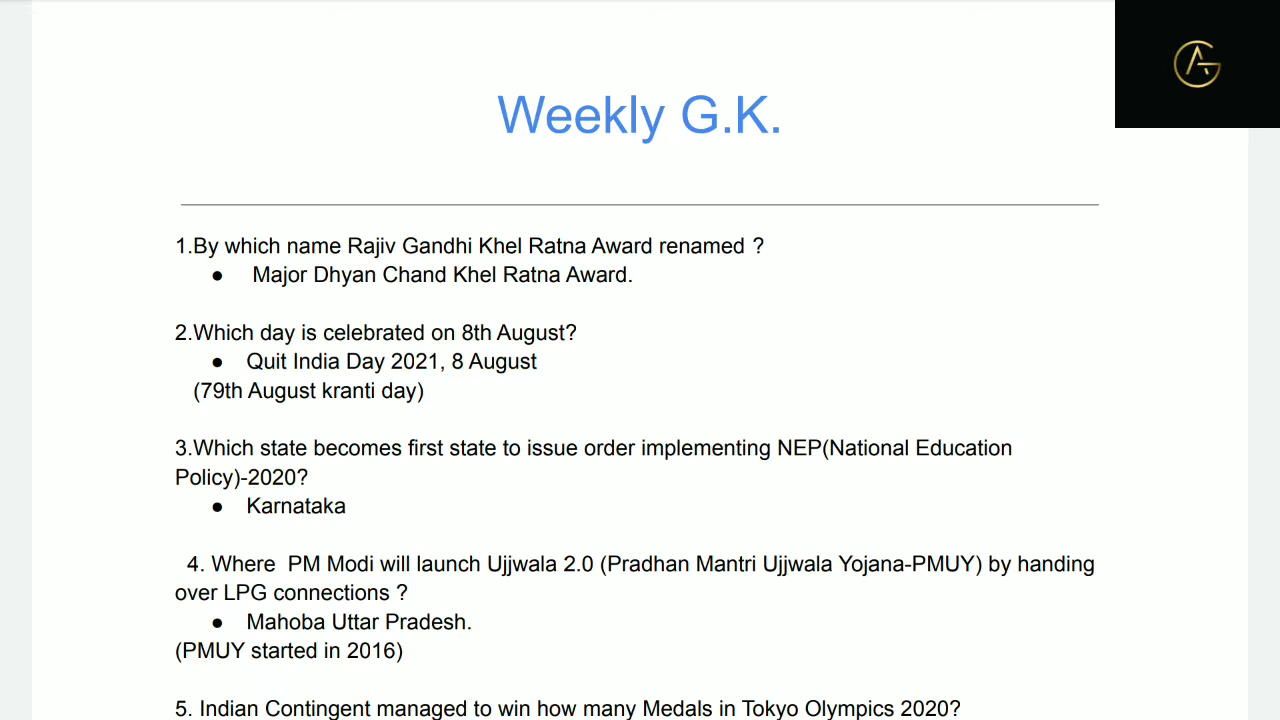 Weekly G.K.
1.By which name Rajiv Gandhi Khel Ratna Award renamed ?
● Major Dhyan Chand Khel Ratna Award.
2.Which day is celebrated on 8th August?
● Quit India Day 2021, 8 August
(79th August kranti day)
3.Which state becomes first state to issue order implementing NEP(National Education
Policy)-2020?
● Karnataka
4. Where  PM Modi will launch Ujjwala 2.0 (Pradhan Mantri Ujjwala Yojana-PMUY) by handing
over LPG connections ?
● Mahoba Uttar Pradesh.
(PMUY started in 2016)
5. Indian Contingent managed to win how many Medals in Tokyo Olympics 2020?